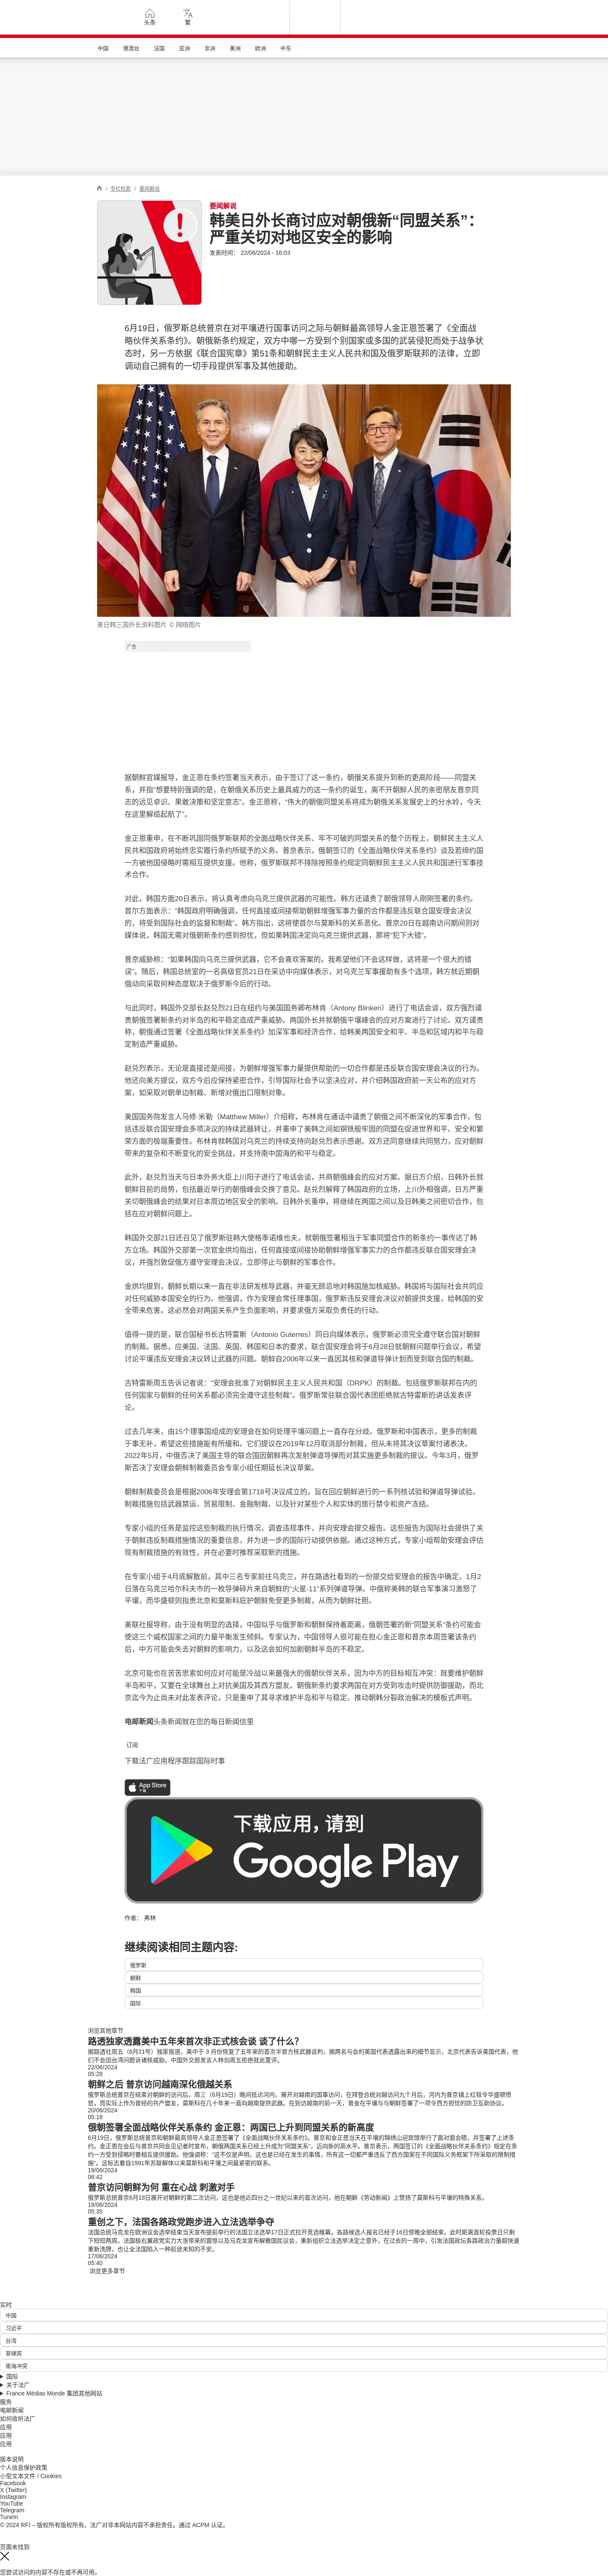 头条
繁
中国
港澳台
法国
亚洲
非洲
美洲
欧洲
中东
/ 专栏检索 / 要闻解说
要闻解说
韩美日外长商讨应对朝俄新“同盟关系”：
严重关切对地区安全的影响
发表时间： 22/06/2024 - 16:03
6月19日，俄罗斯总统普京在对平壤进行国事访问之际与朝鲜最高领导人金正恩签署了《全面战
略伙伴关系条约》。朝俄新条约规定，双方中哪一方受到个别国家或多国的武装侵犯而处于战争状
态时，另一方依据《联合国宪章》第51条和朝鲜民主主义人民共和国及俄罗斯联邦的法律，立即
调动自己拥有的一切手段提供军事及其他援助。
美日韩三国外长资料图片 © 网络图片
广告
据朝鲜官媒报导，金正恩在条约签署当天表示，由于签订了这一条约，朝俄关系提升到新的更高阶段——同盟关
系，并指“想要特别强调的是，在朝俄关系历史上最具威力的这一条约的诞生，离不开朝鲜人民的亲密朋友普京同
志的远见卓识、果敢决策和坚定意志”。金正恩称，“伟大的朝俄同盟关系将成为朝俄关系发展史上的分水岭，今天
在这里解缆起航了”。
金正恩重申，在不断巩固同俄罗斯联邦的全面战略伙伴关系、牢不可破的同盟关系的整个历程上，朝鲜民主主义人
民共和国政府将始终忠实履行条约所赋予的义务。普京表示，俄朝签订的《全面战略伙伴关系条约》谈及若缔约国
一方被他国侵略时需相互提供支援。他称，俄罗斯联邦不排除按照条约规定同朝鲜民主主义人民共和国进行军事技
术合作。
对此，韩国方面20日表示，将认真考虑向乌克兰提供武器的可能性。韩方还谴责了朝俄领导人刚刚签署的条约。
首尔方面表示：“韩国政府明确强调，任何直接或间接帮助朝鲜增强军事力量的合作都是违反联合国安理会决议
的，将受到国际社会的监督和制裁”。韩方指出，这将使首尔与莫斯科的关系恶化。普京20日在越南访问期间则对
媒体说，韩国无需对俄朝新条约感到担忧，但如果韩国决定向乌克兰提供武器，那将“犯下大错”。
普京威胁称：“如果韩国向乌克兰提供武器，它不会喜欢答案的。我希望他们不会这样做，这将是一个很大的错
误”。随后，韩国总统室的一名高级官员21日在采访中向媒体表示，对乌克兰军事援助有多个选项，韩方就近期朝
俄动向采取何种态度取决于俄罗斯今后的行动。
与此同时，韩国外交部长赵兑烈21日在纽约与美国国务卿布林肯（Antony Blinken）进行了电话会谈，双方强烈谴
责朝俄签署新条约对半岛的和平稳定造成严重威胁。两国外长并就朝俄平壤峰会的应对方案进行了讨论。双方谴责
称，朝俄通过签署《全面战略伙伴关系条约》加深军事和经济合作，给韩美两国安全和平、半岛和区域内和平与稳
定制造严重威胁。
赵兑烈表示，无论是直接还是间接，为朝鲜增强军事力量提供帮助的一切合作都是违反联合国安理会决议的行为。
他还向美方提议，双方今后应保持紧密合作，引导国际社会予以坚决应对，并介绍韩国政府前一天公布的应对方
案，如采取对朝单边制裁、新增对俄出口限制对象。
美国国务院发言人马修·米勒（Matthew Miller）介绍称，布林肯在通话中谴责了朝俄之间不断深化的军事合作，包
括违反联合国安理会多项决议的持续武器转让，并重申了美韩之间如钢铁般牢固的同盟在促进世界和平、安全和繁
荣方面的极端重要性。布林肯就韩国对乌克兰的持续支持向赵兑烈表示感谢。双方还同意继续共同努力，应对朝鲜
带来的复杂和不断变化的安全挑战，并支持南中国海的和平与稳定。
此外，赵兑烈当天与日本外务大臣上川阳子进行了电话会谈，共商朝俄峰会的应对方案。据日方介绍，日韩外长就
朝鲜目前的局势，包括最近举行的朝俄峰会交换了意见。赵兑烈解释了韩国政府的立场，上川外相强调，日方严重
关切朝俄峰会的结果对日本周边地区安全的影响。日韩外长重申，将继续在两国之间以及日韩美之间密切合作，包
括在应对朝鲜问题上。
韩国外交部21日还召见了俄罗斯驻韩大使格季诺维也夫，就朝俄签署相当于军事同盟合作的新条约一事传达了韩
方立场。韩国外交部第一次官金烘均指出，任何直接或间接协助朝鲜增强军事实力的合作都违反联合国安理会决
议，并强烈敦促俄方遵守安理会决议，立即停止与朝鲜的军事合作。
金烘均提到，朝鲜长期以来一直在非法研发核导武器，并毫无顾忌地对韩国施加核威胁。韩国将与国际社会共同应
对任何威胁本国安全的行为。他强调，作为安理会常任理事国，俄罗斯违反安理会决议对朝提供支援，给韩国的安
全带来危害。这必然会对两国关系产生负面影响，并要求俄方采取负责任的行动。
值得一提的是，联合国秘书长古特雷斯（Antonio Guterres）同日向媒体表示，俄罗斯必须完全遵守联合国对朝鲜
的制裁。据悉，应美国、法国、英国、韩国和日本的要求，联合国安理会将于6月28日就朝鲜问题举行会议，希望
讨论平壤违反安理会决议转让武器的问题。朝鲜自2006年以来一直因其核和弹道导弹计划而受到联合国的制裁。
古特雷斯周五告诉记者说：“安理会批准了对朝鲜民主主义人民共和国（DRPK）的制裁。包括俄罗斯联邦在内的
任何国家与朝鲜的任何关系都必须完全遵守这些制裁”。俄罗斯常驻联合国代表团拒绝就古特雷斯的讲话发表评
论。
过去几年来，由15个理事国组成的安理会在如何处理平壤问题上一直存在分歧。俄罗斯和中国表示，更多的制裁
于事无补，希望这些措施能有所缓和。它们提议在2019年12月取消部分制裁，但从未将其决议草案付诸表决。
2022年5月，中俄否决了美国主导的联合国因朝鲜再次发射弹道导弹而对其实施更多制裁的提议。今年3月，俄罗
斯否决了安理会朝鲜制裁委员会专家小组任期延长决议草案。
朝鲜制裁委员会是根据2006年安理会第1718号决议成立的，旨在回应朝鲜进行的一系列核试验和弹道导弹试验。
制裁措施包括武器禁运、贸易限制、金融制裁、以及针对某些个人和实体的旅行禁令和资产冻结。
专家小组的任务是监控这些制裁的执行情况，调查违规事件，并向安理会提交报告。这些报告为国际社会提供了关
于朝鲜违反制裁措施情况的重要信息，并为进一步的国际行动提供依据。通过这种方式，专家小组帮助安理会评估
现有制裁措施的有效性，并在必要时推荐采取新的措施。
在专家小组于4月底解散前，其中三名专家前往乌克兰，并在路透社看到的一份提交给安理会的报告中确定，1月2
日落在乌克兰哈尔科夫市的一枚导弹碎片来自朝鲜的“火星-11”系列弹道导弹。中俄称美韩的联合军事演习激怒了
平壤，而华盛顿则指责北京和莫斯科庇护朝鲜免受更多制裁，从而为朝鲜壮胆。
美联社报导称，由于没有明显的选择，中国似乎与俄罗斯和朝鲜保持着距离，俄朝签署的新“同盟关系”条约可能会
使这三个威权国家之间的力量平衡发生倾斜。专家认为，中国领导人很可能在担心金正恩和普京本周签署该条约
后，中方可能会失去对朝鲜的影响力，以及这会如何加剧朝鲜半岛的不稳定。
北京可能也在苦苦思索如何应对可能是冷战以来最强大的俄朝伙伴关系，因为中方的目标相互冲突：既要维护朝鲜
半岛和平，又要在全球舞台上对抗美国及其西方盟友。朝俄新条约要求两国在对方受到攻击时提供防御援助，而北
京迄今为止尚未对此发表评论，只是重申了其寻求维护半岛和平与稳定、推动朝韩分裂政治解决的模板式声明。
电邮新闻头条新闻就在您的每日新闻信里
订阅
下载法广应用程序跟踪国际时事
App Store
下载
下载应用，请到
Google Play
作者： 弗林
继续阅读相同主题内容:
俄罗斯
朝鲜
韩国
国际
浏览其他章节
路透独家透露美中五年来首次非正式核会谈 谈了什么？
据路透社周五（6月21号）独家报道，美中于 3 月份恢复了五年来的首次半官方核武器谈判，据两名与会的美国代表透露出来的细节显示，北京代表告诉美国代表，他
们不会因台湾问题诉诸核威胁。中国外交部发言人林剑周五拒绝就此置评。
22/06/2024
05:28
朝鲜之后 普京访问越南深化俄越关系
俄罗斯总统普京在结束对朝鲜的访问后，周三（6月19日）晚间抵达河内，展开对越南的国事访问，在拜登总统对越访问九个月后，河内为普京铺上红毯令华盛顿愤
怒，而实际上作为曾经的共产盟友，莫斯科在几十年来一直向越南提供武器。在到访越南的前一天，普金在平壤与与朝鲜签署了一项令西方担忧的防卫互助协议。
20/06/2024
05:18
俄朝签署全面战略伙伴关系条约 金正恩：两国已上升到同盟关系的新高度
6月19日，俄罗斯总统普京和朝鲜最高领导人金正恩签署了《全面战略伙伴关系条约》。普京和金正恩当天在平壤的锦绣山迎宾馆举行了面对面会晤，并签署了上述条
约。金正恩在会后与普京共同会见记者时宣布，朝俄两国关系已经上升成为“同盟关系”，迈向新的高水平。普京表示，两国签订的《全面战略伙伴关系条约》规定在条
约一方受到侵略时要相互提供援助。他强调称：“这不仅是声明，这也是已经在发生的事情，所有这一切都严重违反了西方国家在不同国际义务框架下所采取的限制措
施”。这标志着自1991年苏联解体以来莫斯科和平壤之间最紧密的联系。
19/06/2024
06:42
普京访问朝鲜为何 重在心战 刺激对手
俄罗斯总统普京6月18日展开对朝鲜的第二次访问，这也是他近四分之一世纪以来的首次访问，他在朝鲜《劳动新闻》上赞扬了莫斯科与平壤的特殊关系。
18/06/2024
05:35
重创之下，法国各路政党跑步进入立法选举争夺
法国总统马克龙在欧洲议会选举结束当天宣布提前举行的法国立法选举17日正式拉开竞选帷幕。各路候选人报名已经于16日傍晚全部结束。此时距离首轮投票日只剩
下短短两周。法国极右翼政党实力大涨带来的震惊以及马克龙宣布解散国民议会，重新组织立法选举决定之意外，在过去的一周中，引发法国政坛各路政治力量超快速
重新洗牌，也让全法国陷入一种前途未知的不安。
17/06/2024
05:40
浏览更多章节
实时
中国
习近平
台湾
菲律宾
南海冲突
国际
关于法广
France Médias Monde 集团其他网站
服务
电邮新闻
如何收听法广
应用
应用
应用
版本说明
个人信息保护政策
小型文本文件 / Cookies
Facebook
X (Twitter)
Instagram
YouTube
Telegram
TuneIn
© 2024 RFI – 版权所有版权所有。法广对非本网站内容不承担责任。通过 ACPM 认证。
页面未找到
您尝试访问的内容不存在或不再可用。